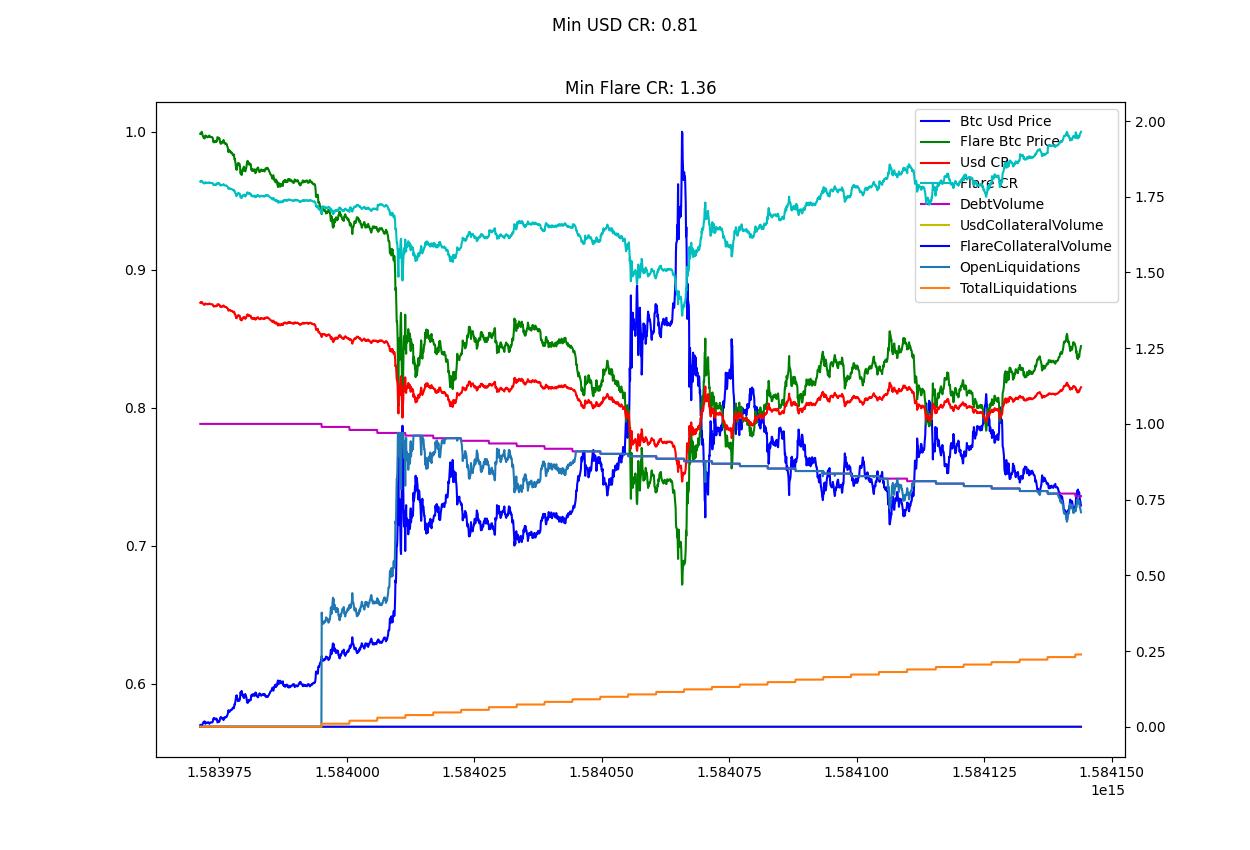 Min USD CR: 0.81
Min Flare CR: 1.36
Btc Usd Price
Flare Btc Price
Usd CR
Flare CR
DebtVolume
UsdCollateralVolume
FlareCollateralVolume
OpenLiquidations
TotalLiquidations
1.0
0.9
0.8
0.7
0.6
2.00
1.75
1.50
1.25
1.00
0.75
0.50
0.25
0.00
1.583975 1.584000 1.584025 1.584050 1.584075 1.584100 1.584125 1.584150
1e15